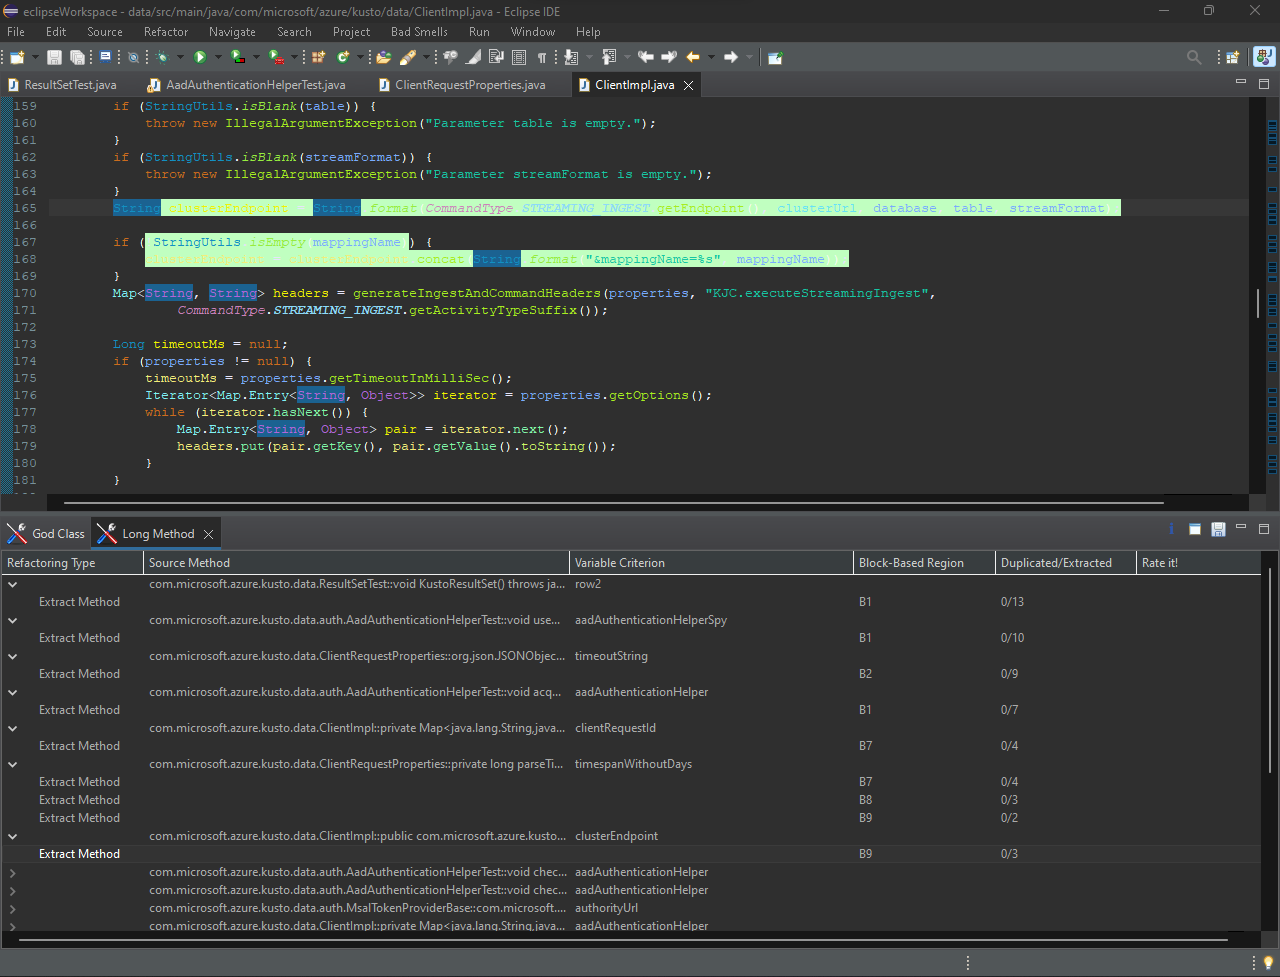 eclipseWorkspace - data/src/main/java/com/microsoft/azure/kusto/data/ClientImpl.java - Eclipse IDE
File Edit Source Refactor Navigate Search Project Bad Smells Run Window Help
ResultSetTest.java AadAuthenticationHelperTest.java ClientRequestProperties.java ClientImpl.java
159 if (StringUtils.isBlank(table)) {
160 throw new IllegalArgumentException("Parameter table is empty.");
161 }
162 if (StringUtils.isBlank(streamFormat)) {
163 throw new IllegalArgumentException("Parameter streamFormat is empty.");
164 }
165 String clusterEndpoint String format CommandType STREAMING_INGEST getEndpoint() clusterUrl database table streamFormat)
166
167 if ( StringUtils isEmpty mappingName ) {
168 clusterEndpoint clusterEndpoint concat String format "&mappingName=%s" mappingName)
169 }
170 Map<String, String> headers = generateIngestAndCommandHeaders(properties, "KJC.executeStreamingIngest",
171 CommandType.STREAMING_INGEST.getActivityTypeSuffix());
172
173 Long timeoutMs = null;
174 if (properties != null) {
175 timeoutMs = properties.getTimeoutInMilliSec();
176 Iterator<Map.Entry<String, Object>> iterator = properties.getOptions();
177 while (iterator.hasNext()) {
178 Map.Entry<String, Object> pair = iterator.next();
179 headers.put(pair.getKey(), pair.getValue().toString());
180 }
181 }
God Class Long Method
Refactoring Type Source Method Variable Criterion Block-Based Region Duplicated/Extracted Rate it!
com.microsoft.azure.kusto.data.ResultSetTest::void KustoResultSet() throws ja... row2
Extract Method B1 0/13
com.microsoft.azure.kusto.data.auth.AadAuthenticationHelperTest::void use... aadAuthenticationHelperSpy
Extract Method B1 0/10
com.microsoft.azure.kusto.data.ClientRequestProperties::org.json.JSONObjec... timeoutString
Extract Method B2 0/9
com.microsoft.azure.kusto.data.auth.AadAuthenticationHelperTest::void acq... aadAuthenticationHelper
Extract Method B1 0/7
com.microsoft.azure.kusto.data.ClientImpl::private Map<java.lang.String,java... clientRequestId
Extract Method B7 0/4
com.microsoft.azure.kusto.data.ClientRequestProperties::private long parseTi... timespanWithoutDays
Extract Method B7 0/4
Extract Method B8 0/3
Extract Method B9 0/2
com.microsoft.azure.kusto.data.ClientImpl::public com.microsoft.azure.kusto... clusterEndpoint
Extract Method B9 0/3
com.microsoft.azure.kusto.data.auth.AadAuthenticationHelperTest::void chec... aadAuthenticationHelper
com.microsoft.azure.kusto.data.auth.AadAuthenticationHelperTest::void chec... aadAuthenticationHelper
com.microsoft.azure.kusto.data.auth.MsalTokenProviderBase::com.microsoft.... authorityUrl
com.microsoft.azure.kusto.data.ClientImpl::private Map<java.lang.String,java... aadAuthenticationHelper